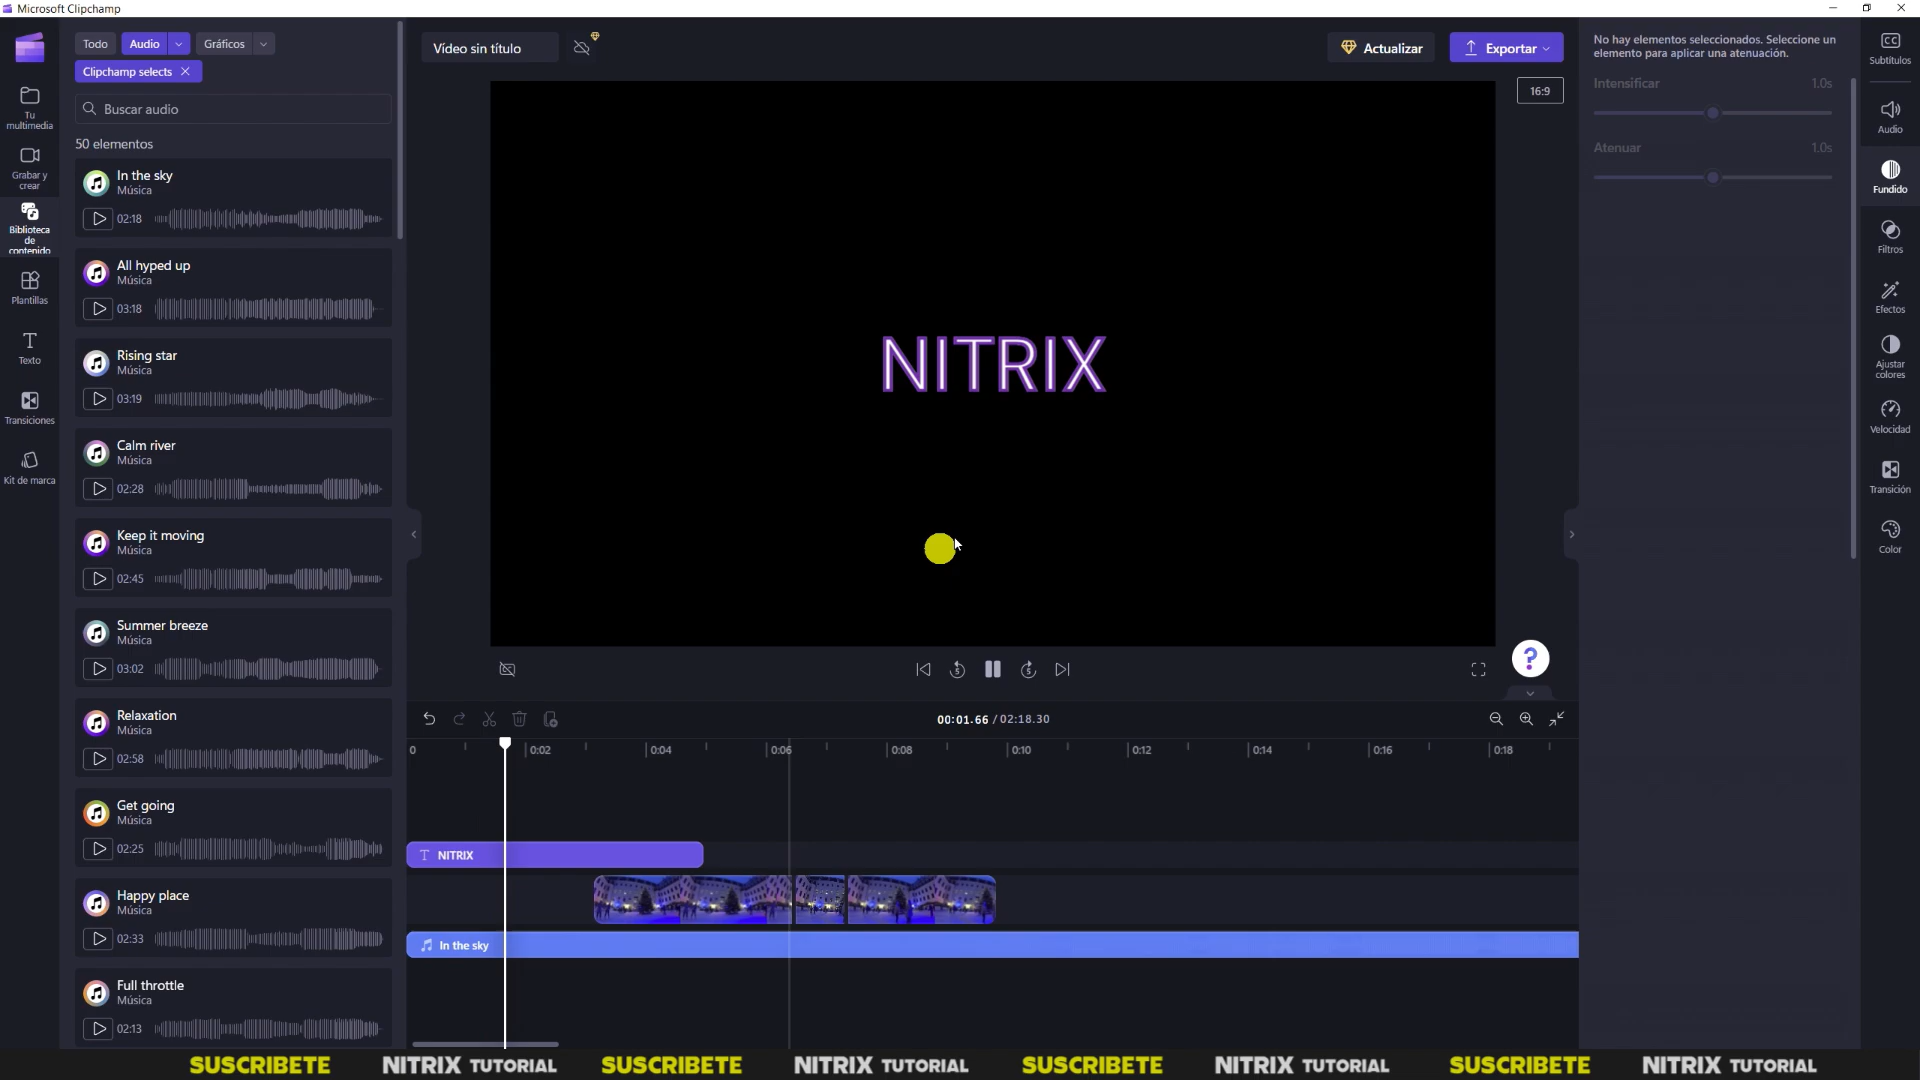 Microsoft Clipchamp
Todo
Audio
Gráficos
Clipchamp selects
Buscar audio
50 elementos
In the sky
Música
02:18
All hyped up
Música
03:18
Rising star
Música
03:19
Calm river
Música
02:28
Keep it moving
Música
02:45
Summer breeze
Música
03:02
Relaxation
Música
02:58
Get going
Música
02:25
Happy place
Música
02:33
Full throttle
Música
02:13
Tu
multimedia
Grabar y
crear
Biblioteca
de
contenido
Plantillas
Texto
Transiciones
Kit de marca
Vídeo sin título
Actualizar
Exportar
16:9
NITRIX
?
00:01.66 / 02:18.30
0
0:02
0:04
0:06
0:08
0:10
0:12
0:14
0:16
0:18
T NITRIX
In the sky
No hay elementos seleccionados. Seleccione un
elemento para aplicar una atenuación.
Intensificar 1.0s
Atenuar 1.0s
CC
Subtítulos
Audio
Fundido
Filtros
Efectos
Ajustar
colores
Velocidad
Transición
Color
SUSCRIBETE NITRIX TUTORIAL SUSCRIBETE NITRIX TUTORIAL SUSCRIBETE NITRIX TUTORIAL SUSCRIBETE NITRIX TUTORIAL